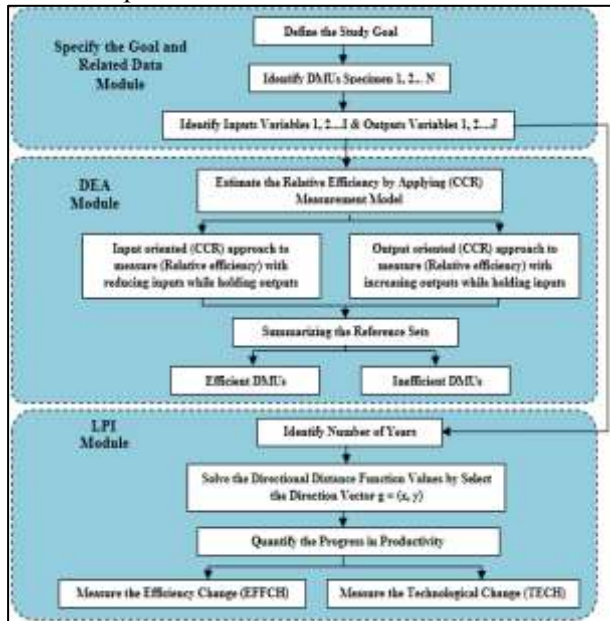 Specify the Goal and
Related Data
Module
Define the Study Goal
Identify DMUs Specimen 1, 2... N
Identify Inputs Variables 1, 2....I & Outputs Variables 1, 2....J
DEA
Module
Estimate the Relative Efficiency by Applying (CCR)
Measurement Model
Input oriented (CCR) approach to
measure (Relative efficiency) with
reducing inputs while holding outputs
Output oriented (CCR) approach to
measure (Relative efficiency) with
increasing outputs while holding inputs
Summarizing the Reference Sets
Efficient DMUs
Inefficient DMUs
LPI
Module
Identify Number of Years
Solve the Directional Distance Function Values by Select
the Direction Vector g = (x, y)
Quantify the Progress in Productivity
Measure the Efficiency Change (EFFCH)
Measure the Technological Change (TECH)